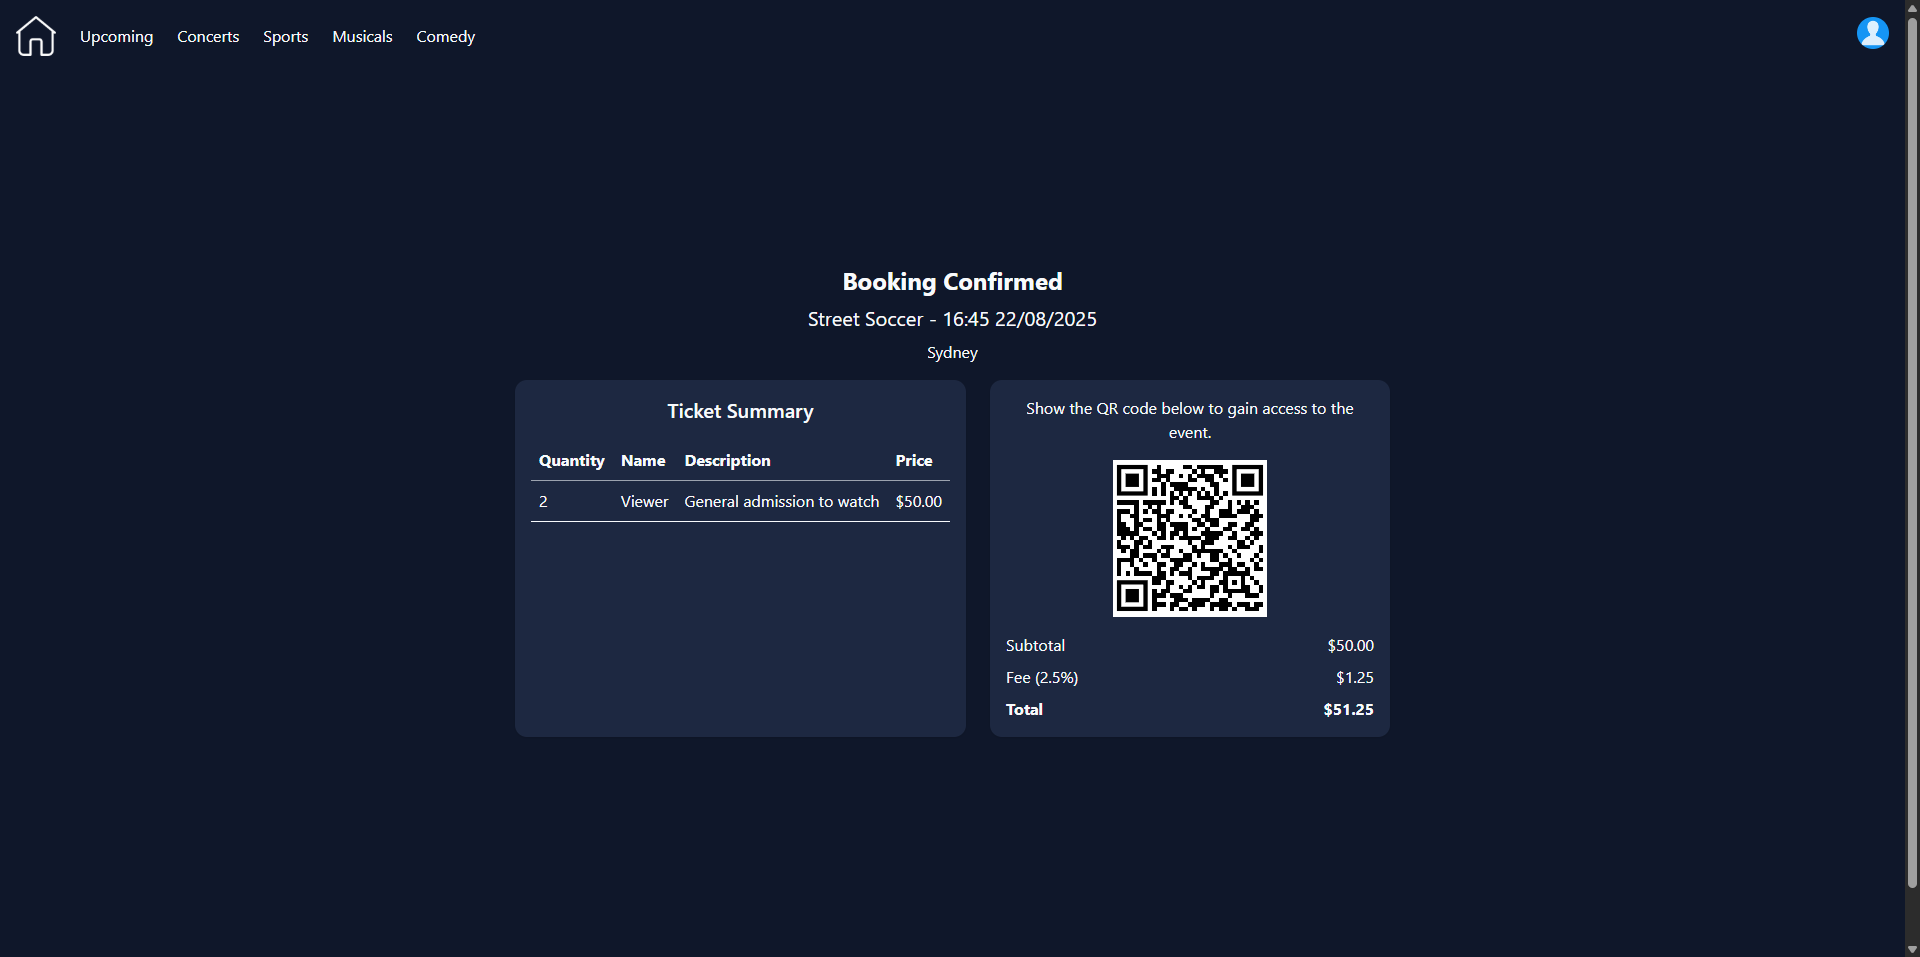 Upcoming Concerts Sports Musicals Comedy
Booking Confirmed
Street Soccer - 16:45 22/08/2025
Sydney
Ticket Summary
Quantity Name Description Price
2 Viewer General admission to watch $50.00
Show the QR code below to gain access to the
event.
Subtotal $50.00
Fee (2.5%) $1.25
Total $51.25